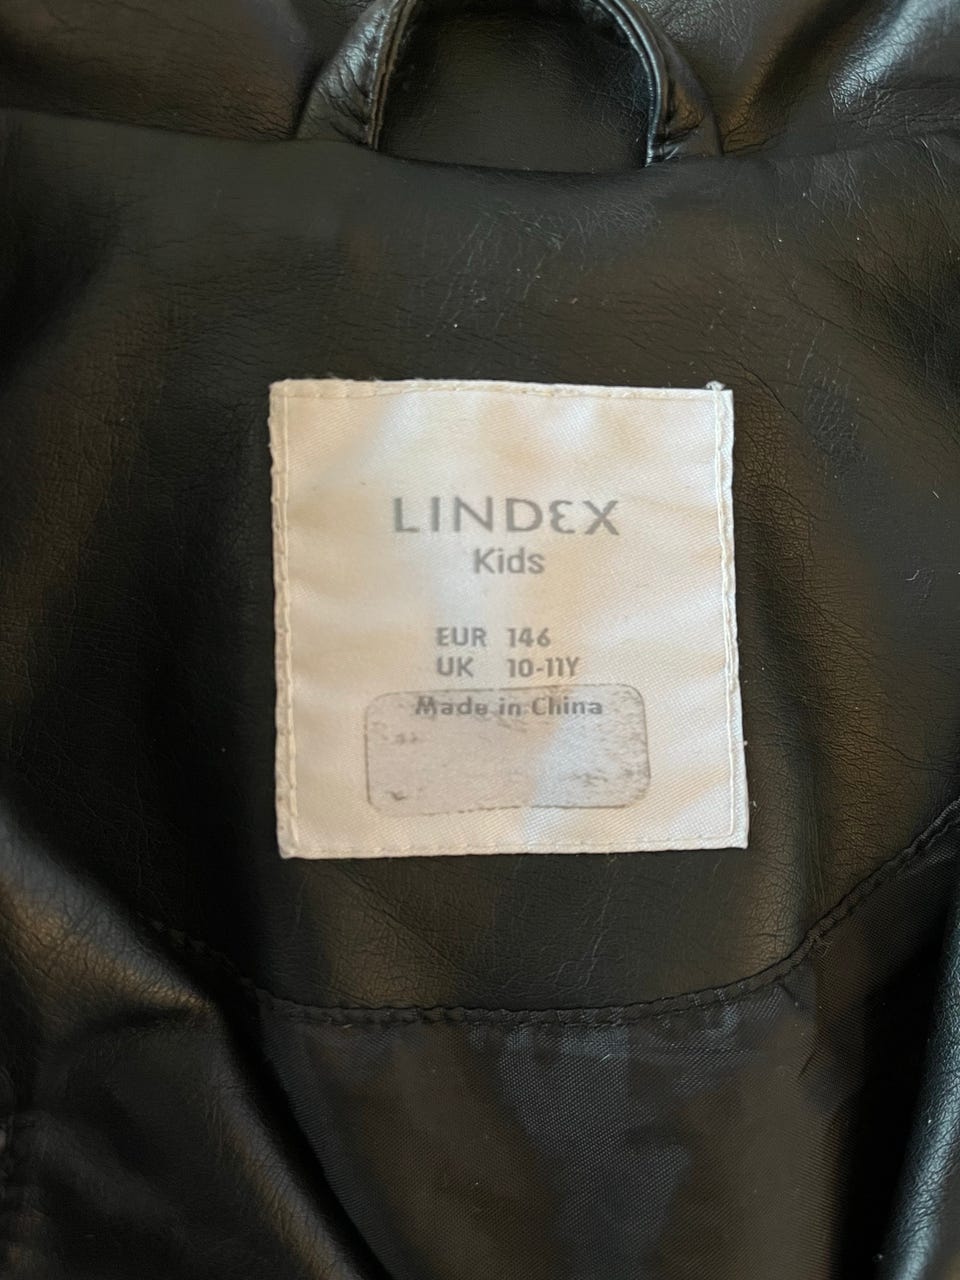 LINDEX
Kids
EUR 146
UK 10-11Y
Made in China